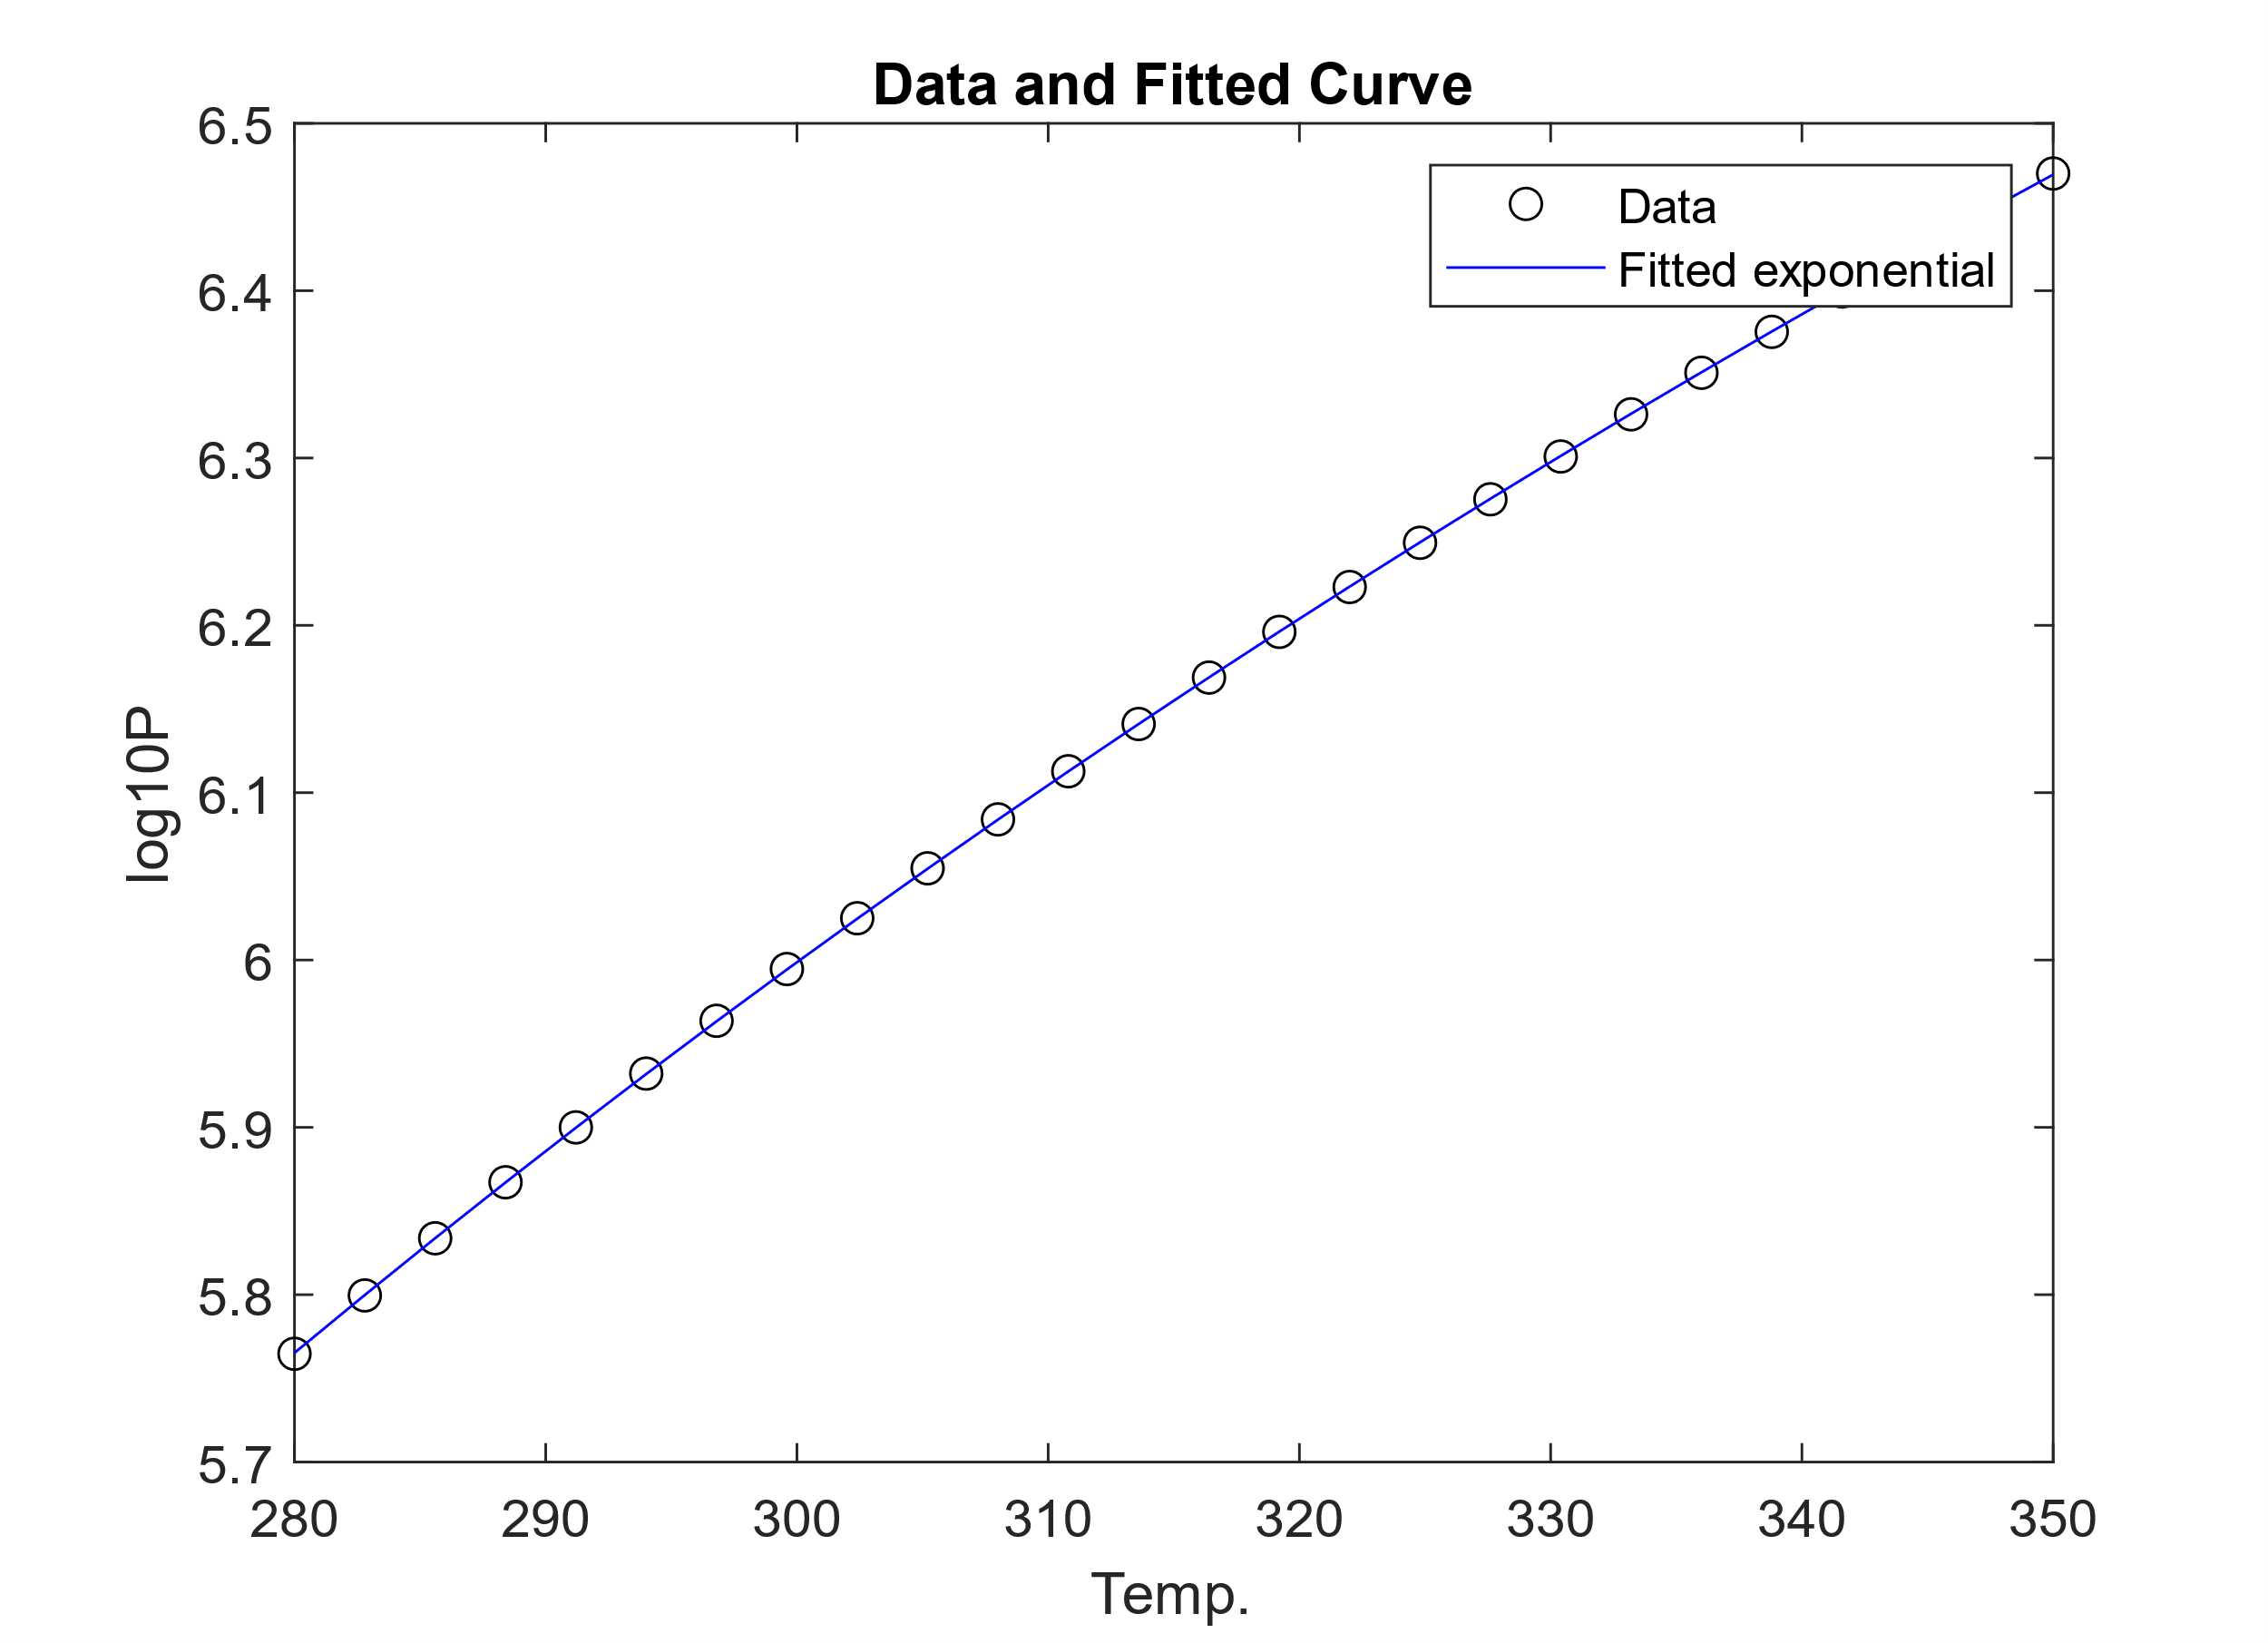 Data and Fitted Curve
6.5
6.4
6.3
6.2
6.1
6
5.9
5.8
5.7
log10P
Data
Fitted exponential
280 290 300 310 320 330 340 350
Temp.